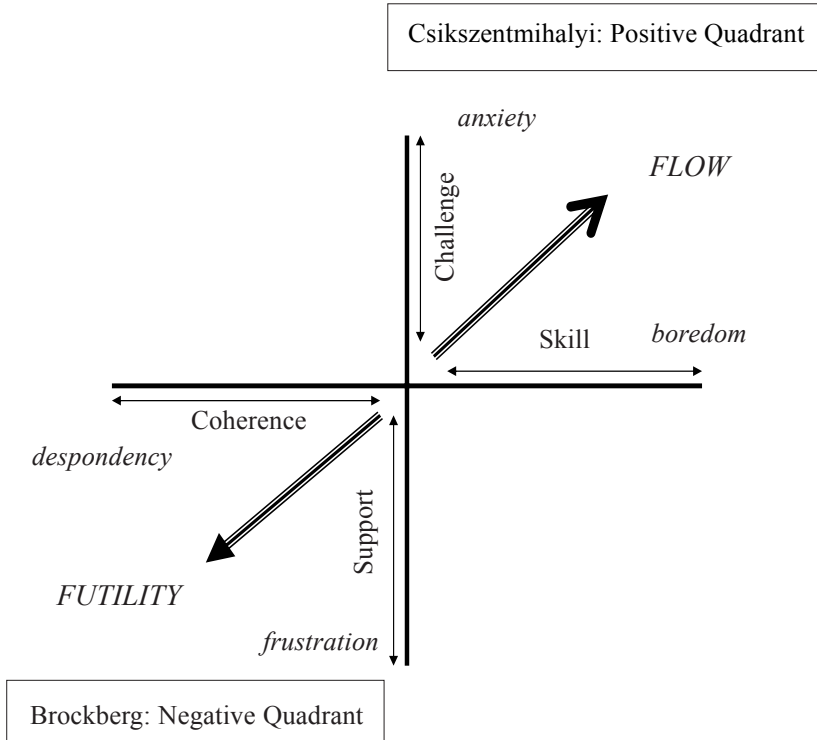 Csikszentmihalyi: Positive Quadrant
anxiety
FLOW
Challenge
Skill
boredom
Coherence
despondency
Support
FUTILITY
frustration
Brockberg: Negative Quadrant